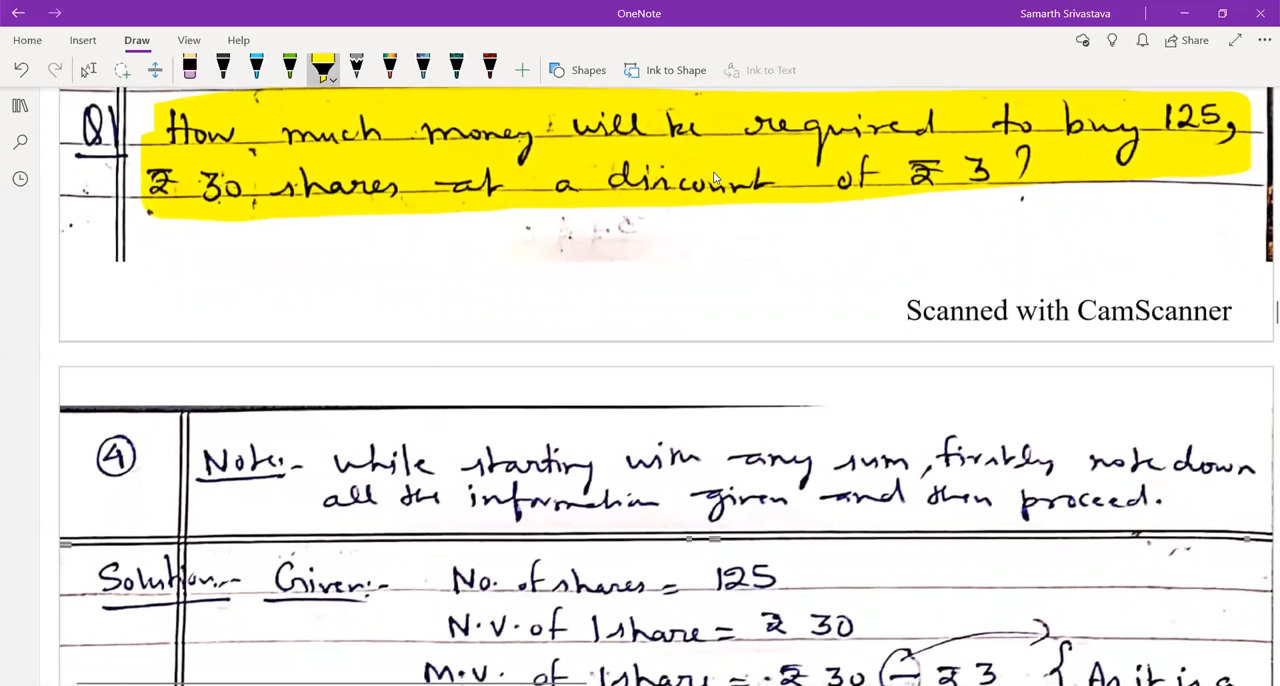 OneNote
Samarth Srivastava
Home Insert Draw View Help
Share
Shapes
Ink to Shape
Ink to Text
Q1 How much money will be required to buy 125,
₹ 30 shares at a discount of ₹ 3?
Scanned with CamScanner
④ Note:- While starting with any sum, firstly note down
all the information given and then proceed.
Solution:- Given:- No. of shares = 125
N.V. of 1 share = ₹ 30
M.V. of 1 share = ₹ 30 - ₹ 3 { As it is a